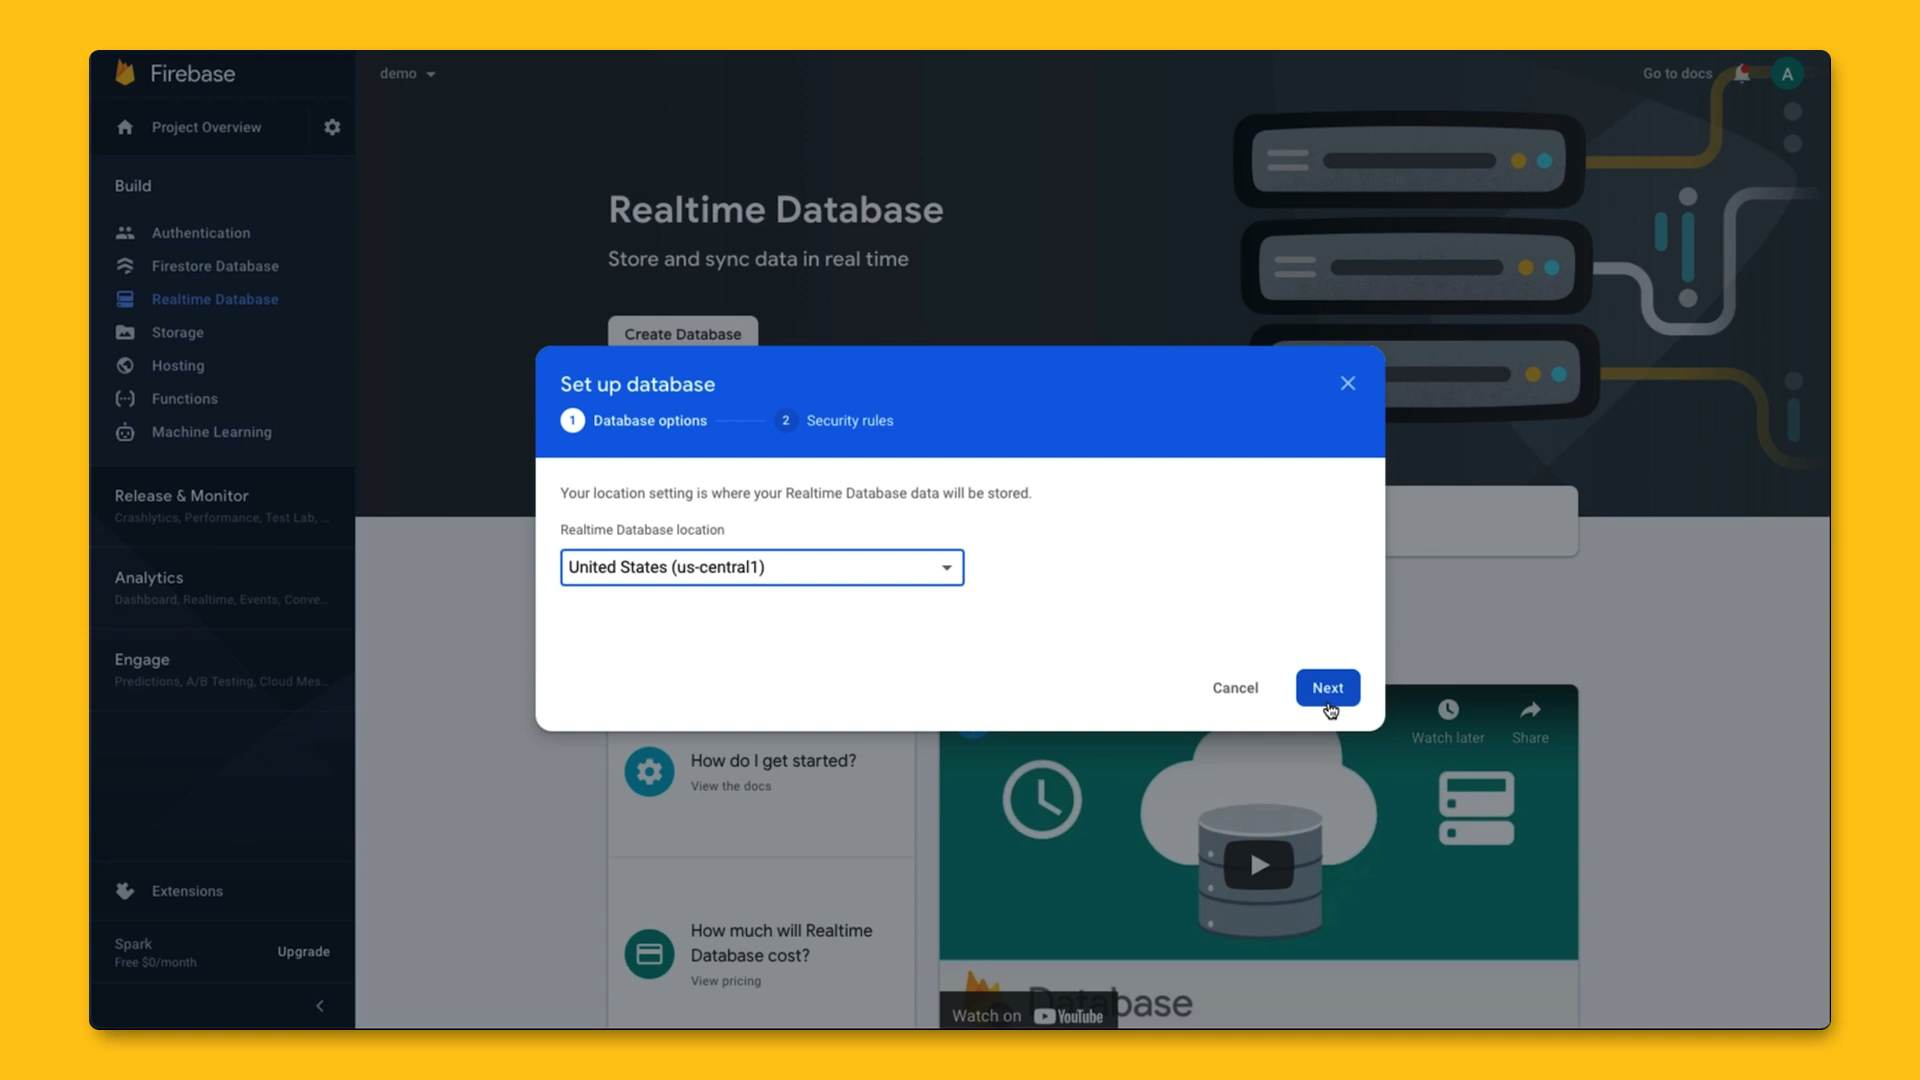 Firebase
demo
Go to docs
A
Project Overview
Build
Authentication
Firestore Database
Realtime Database
Storage
Hosting
Functions
Machine Learning
Release & Monitor
Crashlytics, Performance, Test Lab, ...
Analytics
Dashboard, Realtime, Events, Conve...
Engage
Predictions, A/B Testing, Cloud Mes...
Extensions
Spark
Free $0/month
Upgrade
Realtime Database
Store and sync data in real time
Create Database
Set up database
1 Database options
2 Security rules
Your location setting is where your Realtime Database data will be stored.
Realtime Database location
United States (us-central1)
Cancel
Next
How do I get started?
View the docs
How much will Realtime
Database cost?
View pricing
Watch later
Share
Database
Watch on YouTube